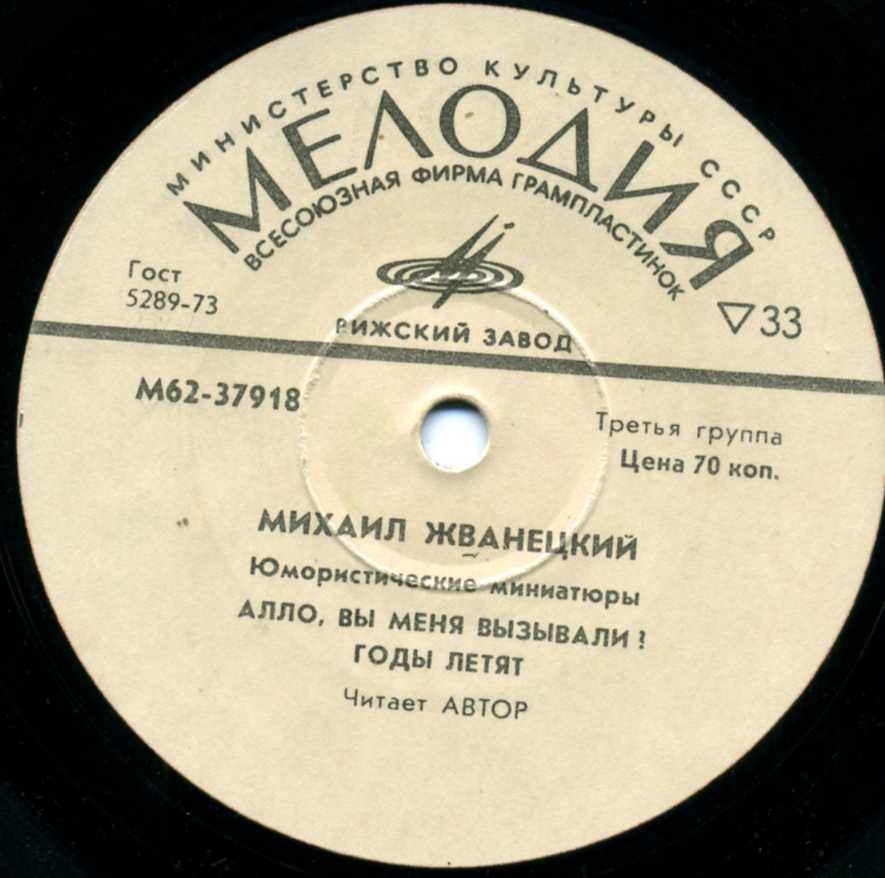 МИНИСТЕРСТВО КУЛЬТУРЫ СССР
МЕЛОДИЯ
ВСЕСОЮЗНАЯ ФИРМА ГРАМПЛАСТИНОК
Гост
5289-73
▽33
РИЖСКИЙ ЗАВОД
М62-37918
Третья группа
Цена 70 коп.
МИХАИЛ ЖВАНЕЦКИЙ
Юмористические миниатюры
АЛЛО, ВЫ МЕНЯ ВЫЗЫВАЛИ?
ГОДЫ ЛЕТЯТ
Читает АВТОР